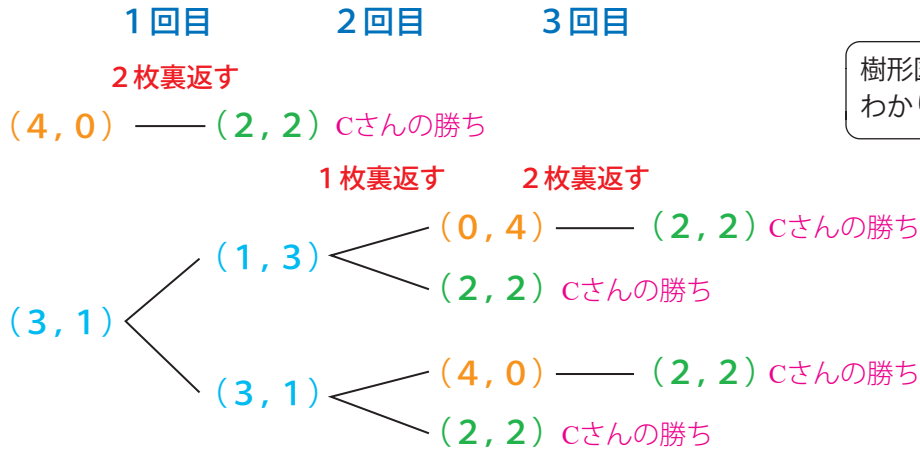 1回目 2回目 3回目
2枚裏返す
(4, 0) (2, 2) Cさんの勝ち
1枚裏返す 2枚裏返す
(0, 4) (2, 2) Cさんの勝ち
(1, 3)
(2, 2) Cさんの勝ち
(3, 1)
(4, 0) (2, 2) Cさんの勝ち
(3, 1)
(2, 2) Cさんの勝ち
樹形
わか